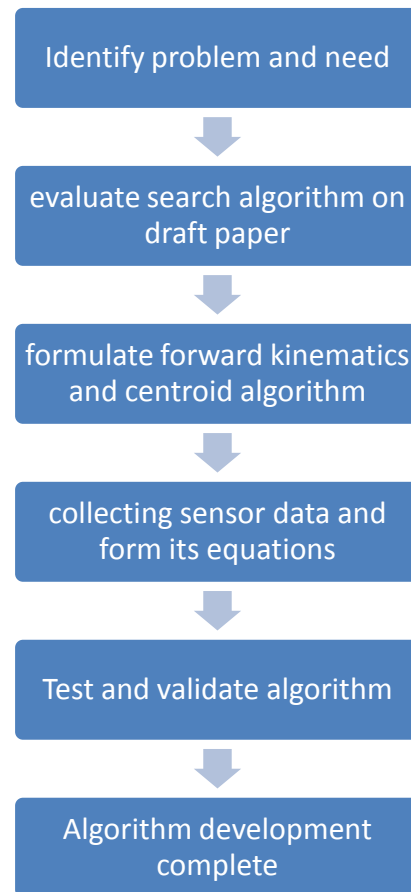 Identify problem and need
evaluate search algorithm on
draft paper
formulate forward kinematics
and centroid algorithm
collecting sensor data and
form its equations
Test and validate algorithm
Algorithm development
complete